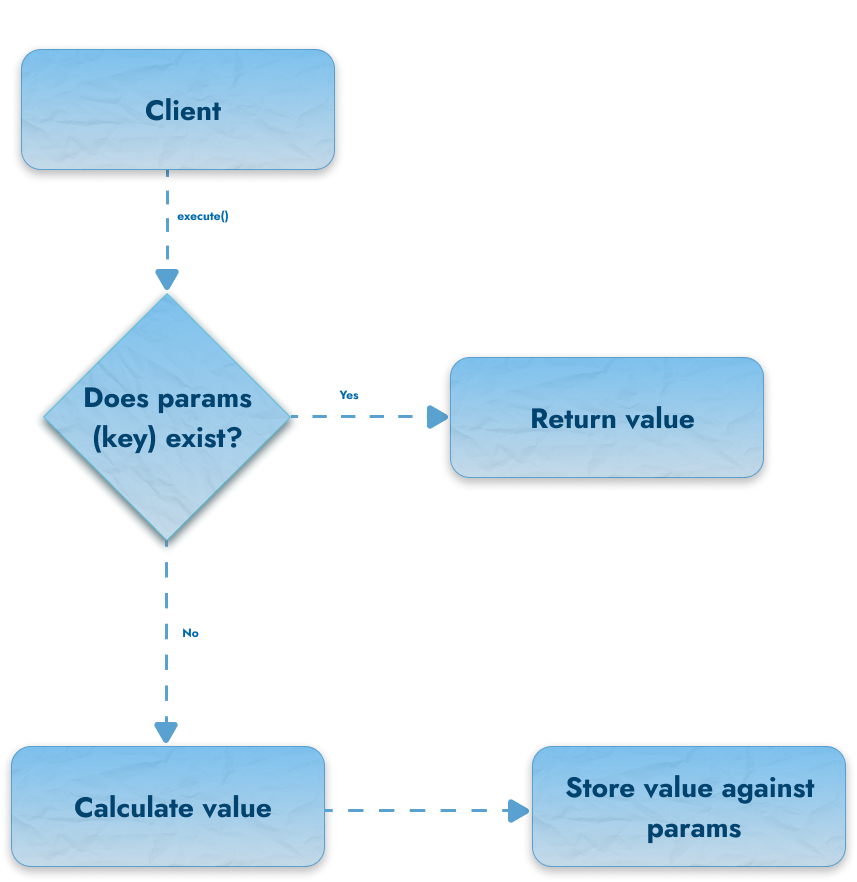 Client
execute()
Does params
(key) exist?
Yes
Return value
No
Calculate value
Store value against
params